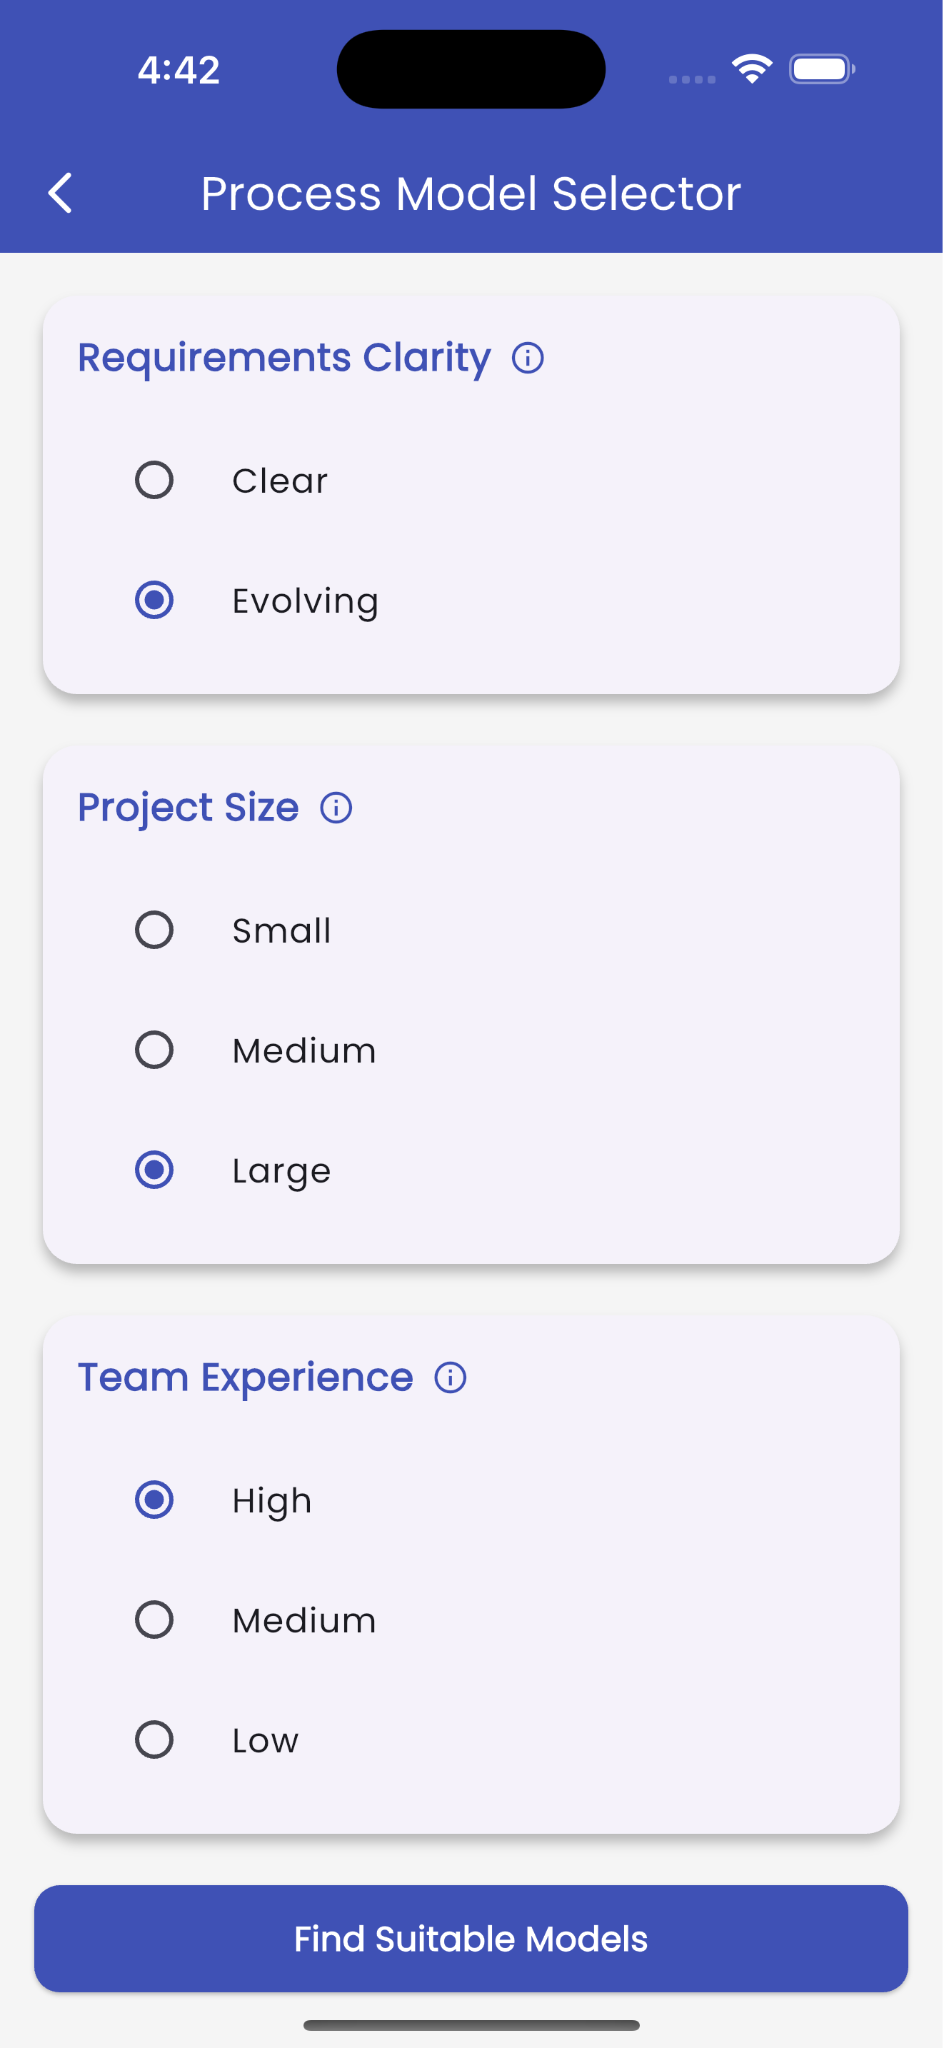 4:42
Process Model Selector
Requirements Clarity
Clear
Evolving
Project Size
Small
Medium
Large
Team Experience
High
Medium
Low
Find Suitable Models